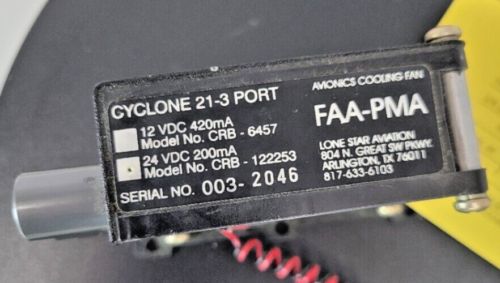 CYCLONE 21-3 PORT
12 VDC 420mA
Model No. CRB - 6457
24 VDC 200mA
Model No. CRB - 122253
SERIAL NO. 003-2046
AVIONICS COOLING FAN
FAA-PMA
LONE STAR AVIATION
804 N. GREAT SW PKWY.
ARLINGTON, TX 76011
817-633-6103